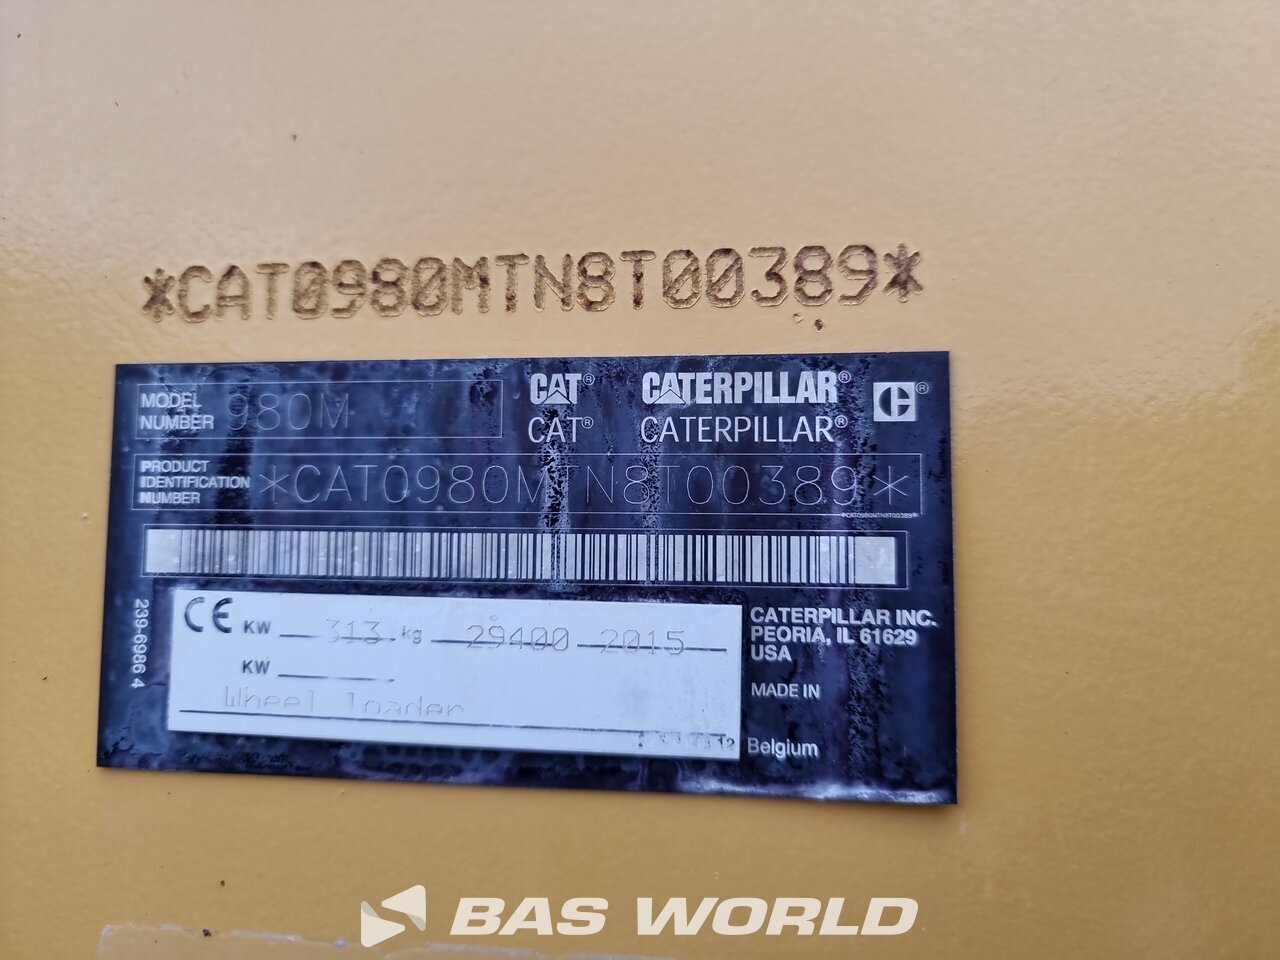 *CAT0980MTN8T00389*
MODEL NUMBER 980M
CAT® CATERPILLAR®
CAT® CATERPILLAR®
PRODUCT IDENTIFICATION NUMBER *CAT0980MTN8T00389*
*CAT0980MTN8T00389*
CE KW 313 kg 29400 2015
KW
Wheel loader
239-6986 4
CATERPILLAR INC.
PEORIA, IL 61629
USA
MADE IN
Belgium
BAS WORLD